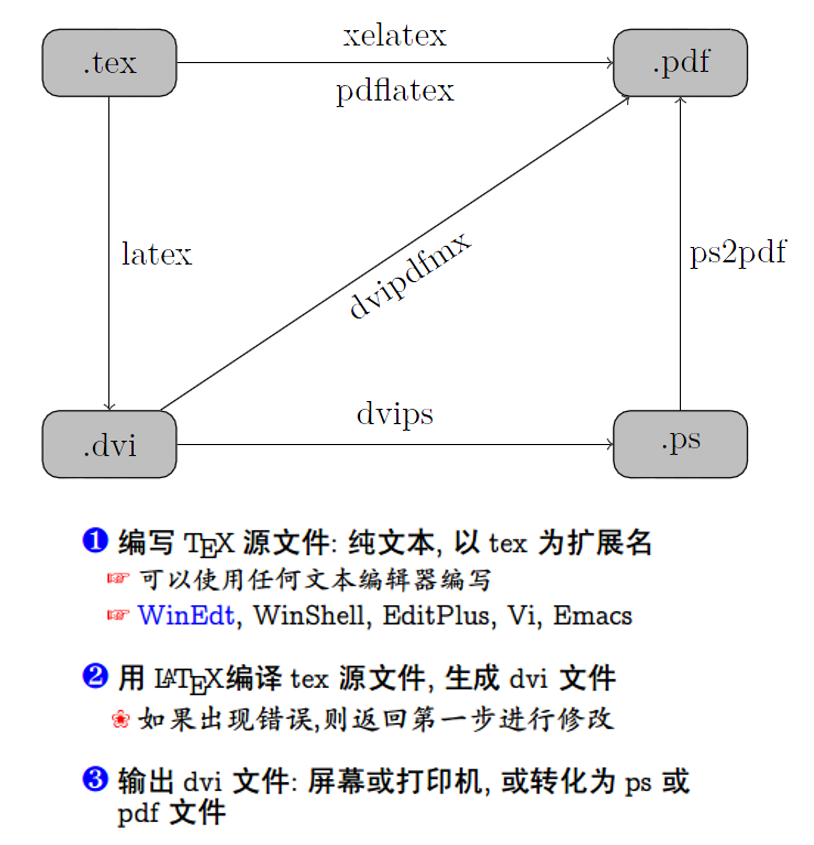 xelatex
.tex
.pdf
pdflatex
latex
dvipdfmx
ps2pdf
dvips
.dvi
.ps
❶ 编写 TEX 源文件: 纯文本, 以 tex 为扩展名
☞ 可以使用任何文本编辑器编写
☞ WinEdt, WinShell, EditPlus, Vi, Emacs
❷ 用 LATEX编译 tex 源文件, 生成 dvi 文件
❀ 如果出现错误,则返回第一步进行修改
❸ 输出 dvi 文件: 屏幕或打印机, 或转化为 ps 或
pdf 文件